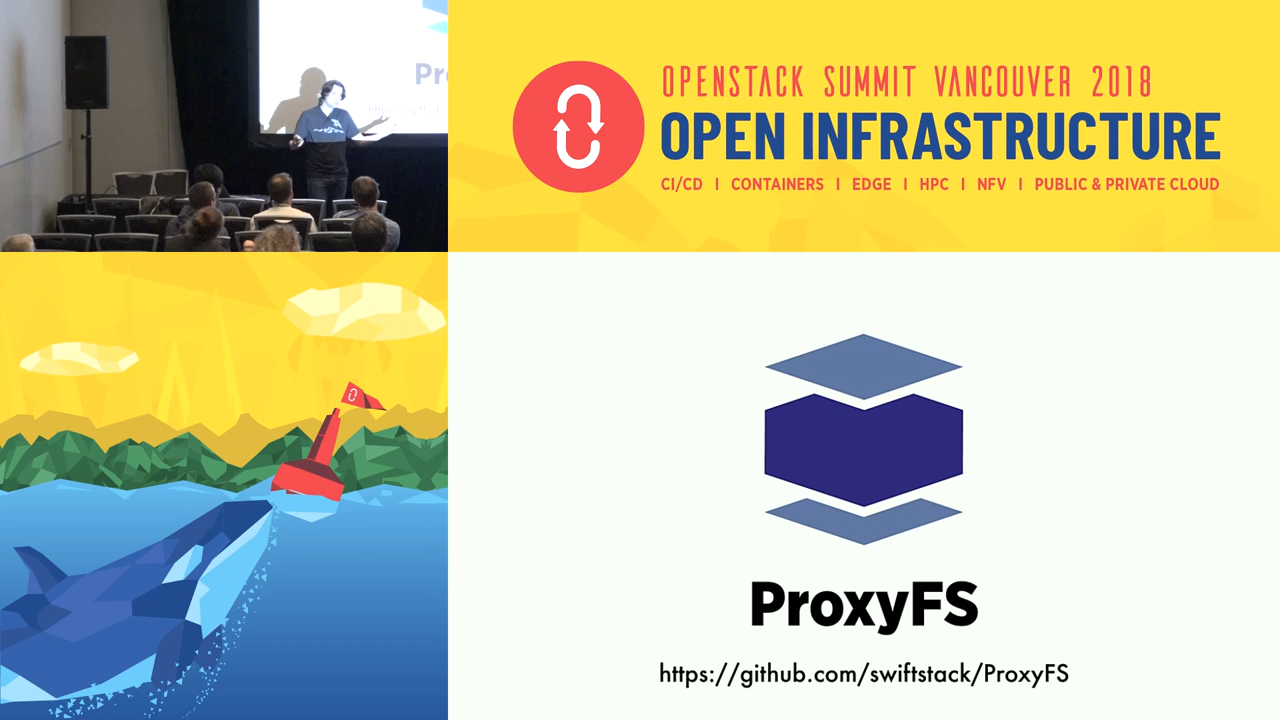 Pro
OPENSTACK SUMMIT VANCOUVER 2018
OPEN INFRASTRUCTURE
CI/CD | CONTAINERS | EDGE | HPC | NFV | PUBLIC & PRIVATE CLOUD
ProxyFS
https://github.com/swiftstack/ProxyFS